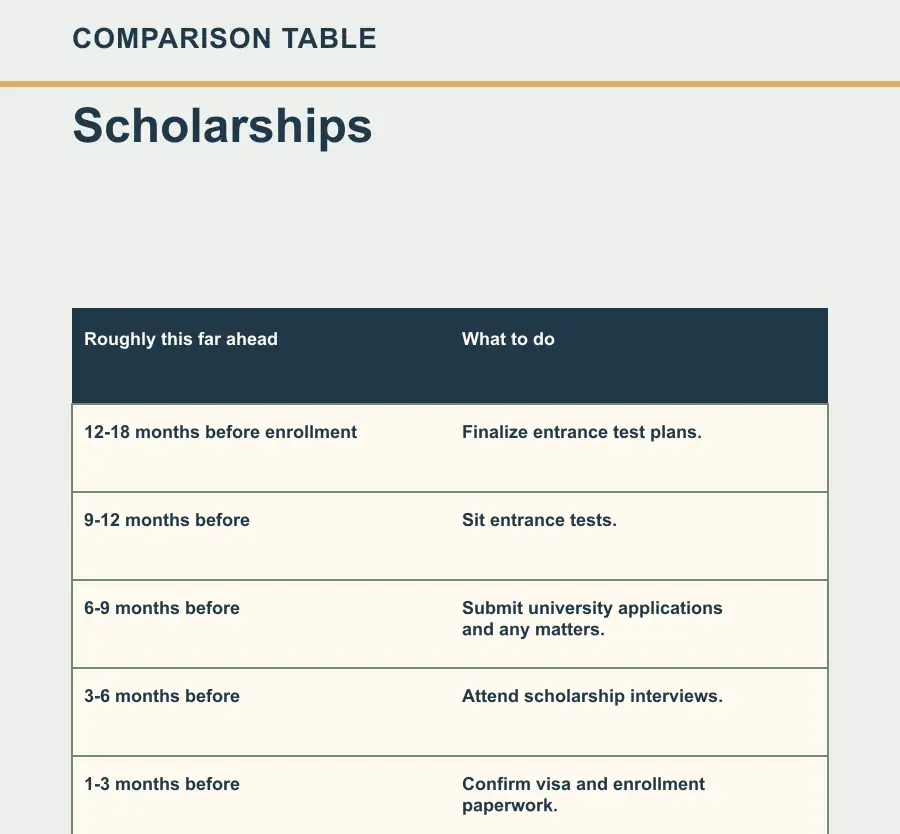 COMPARISON TABLE
Scholarships
Roughly this far ahead What to do
12-18 months before enrollment Finalize entrance test plans.
9-12 months before Sit entrance tests.
6-9 months before Submit university applications
and any matters.
3-6 months before Attend scholarship interviews.
1-3 months before Confirm visa and enrollment
paperwork.